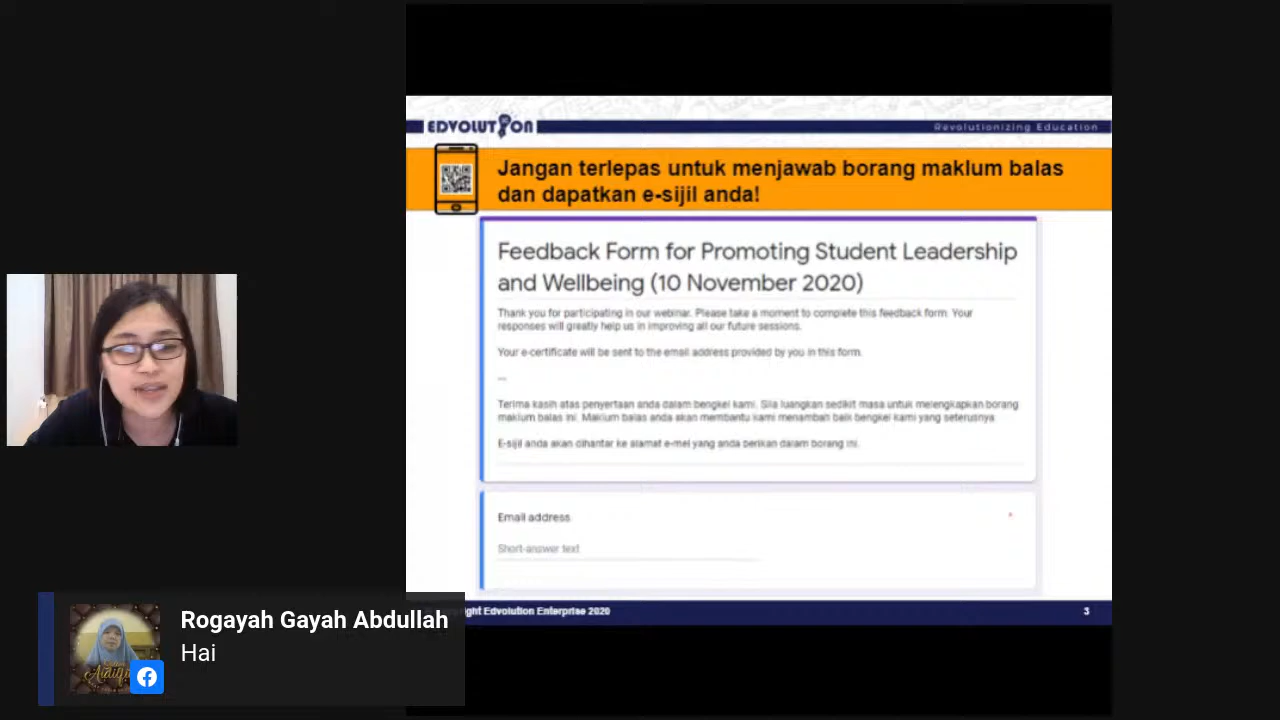 EDVOLUTION
Revolutionizing Education
Jangan terlepas untuk menjawab borang maklum balas
dan dapatkan e-sijil anda!
Feedback Form for Promoting Student Leadership
and Wellbeing (10 November 2020)
Thank you for participating in our webinar. Please take a moment to complete this feedback form. Your
responses will greatly help us in improving all our future sessions.
Your e-certificate will be sent to the email address provided by you in this form.
---
Terima kasih atas penyertaan anda dalam bengkel kami. Sila luangkan sedikit masa untuk melengkapkan borang
maklum balas ini. Maklum balas anda akan membantu kami menambah baik bengkel kami yang seterusnya.
E-sijil anda akan dihantar ke alamat e-mel yang anda berikan dalam borang ini.
Email address *
Short-answer text
ght Edvolution Enterprise 2020
3
Rogayah Gayah Abdullah
Hai